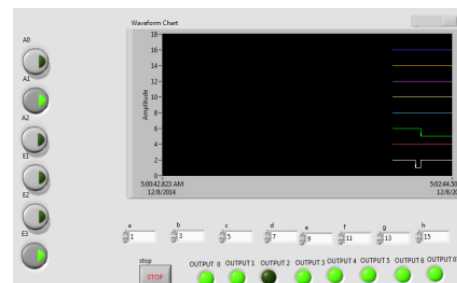 Waveform Chart
A0
A1
A2
E1
E2
E3
Amplitude
18
16
14
12
10
8
6
4
2
0
5:00:42.823 AM
12/8/2014
5:02:44.50
12/8/20
a b c d e f g h
1 3 5 7 9 11 13 15
stop
STOP
OUTPUT 0 OUTPUT 1 OUTPUT 2 OUTPUT 3 OUTPUT 4 OUTPUT 5 OUTPUT 6 OUTPUT 07